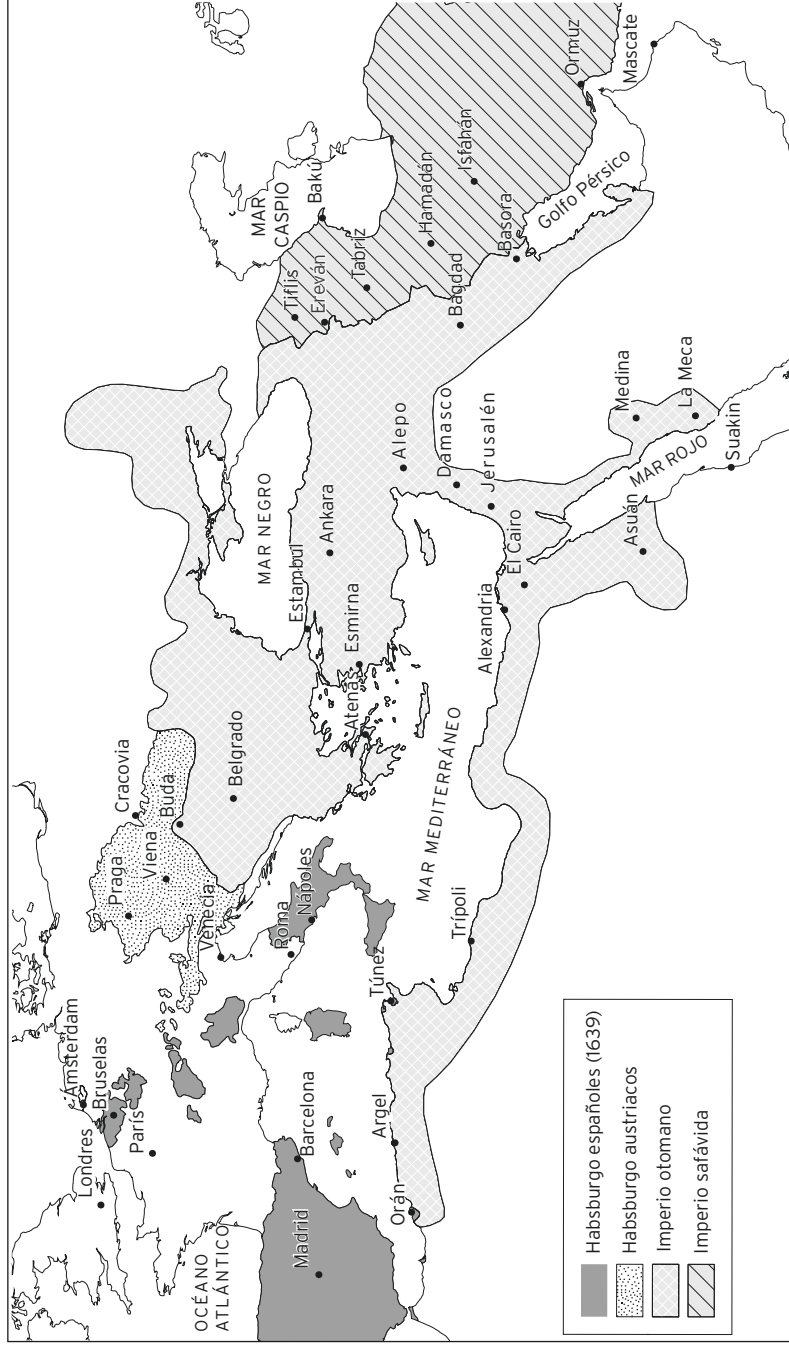 Londres
Ámsterdam
Bruselas
París
OCÉANO
ATLÁNTICO
Madrid
Barcelona
Orán
Argel
Túnez
Trípoli
Praga
Cracovia
Viena
Buda
Venecia
Roma
Nápoles
Belgrado
MAR MEDITERRÁNEO
Atenas
Esmirna
Estambul
MAR NEGRO
Ankara
Alepo
Damasco
Jerusalén
El Cairo
Alexandria
Asuán
MAR ROJO
Medina
La Meca
Suakin
MAR
CASPIO
Bakú
Tiflis
Ereván
Tabriz
Hamadán
Isfahán
Bagdad
Basora
Golfo Pérsico
Ormuz
Mascate
Habsburgo españoles (1639)
Habsburgo austriacos
Imperio otomano
Imperio safávida